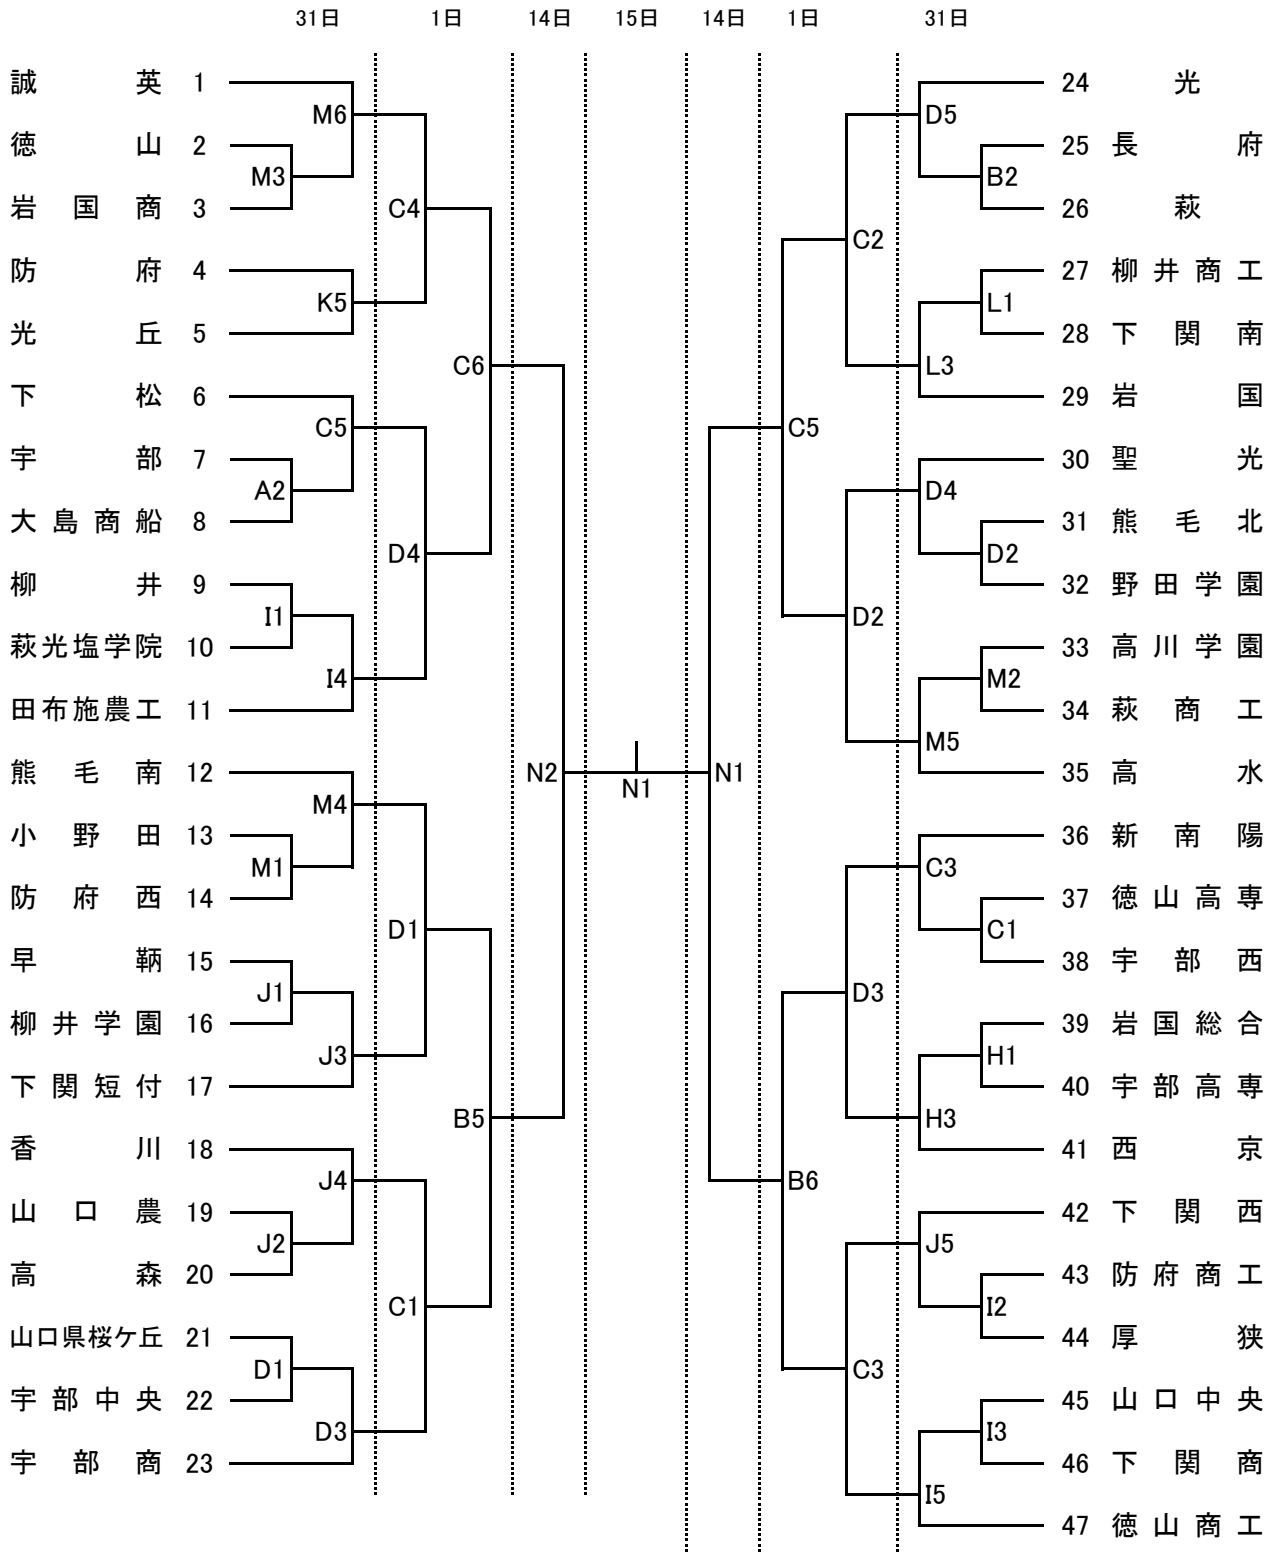 31日 1日 14日 15日 14日 1日 31日
誠英 1
M6
徳山 2
M3
岩国商 3
C4
防府 4
K5
光丘 5
C6
下松 6
C5
宇部 7
A2
大島商船 8
D4
柳井 9
I1
萩光塩学院 10
I4
田布施農工 11
熊毛南 12
N2
M4
小野田 13
M1
防府西 14
D1
早鞆 15
J1
柳井学園 16
J3
下関短付 17
B5
香川 18
J4
山口農 19
J2
高森 20
C1
山口県桜ケ丘 21
D1
宇部中央 22
D3
宇部商 23
N1
24 光
D5
25 長府
B2
26 萩
C2
27 柳井商工
L1
28 下関南
L3
29 岩国
C5
30 聖光
D4
31 熊毛北
D2
32 野田学園
D2
33 高川学園
M2
34 萩商工
M5
35 高水
N1
36 新南陽
C3
37 徳山高専
C1
38 宇部西
D3
39 岩国総合
H1
40 宇部高専
H3
41 西京
B6
42 下関西
J5
43 防府商工
I2
44 厚狭
C3
45 山口中央
I3
46 下関商
I5
47 徳山商工